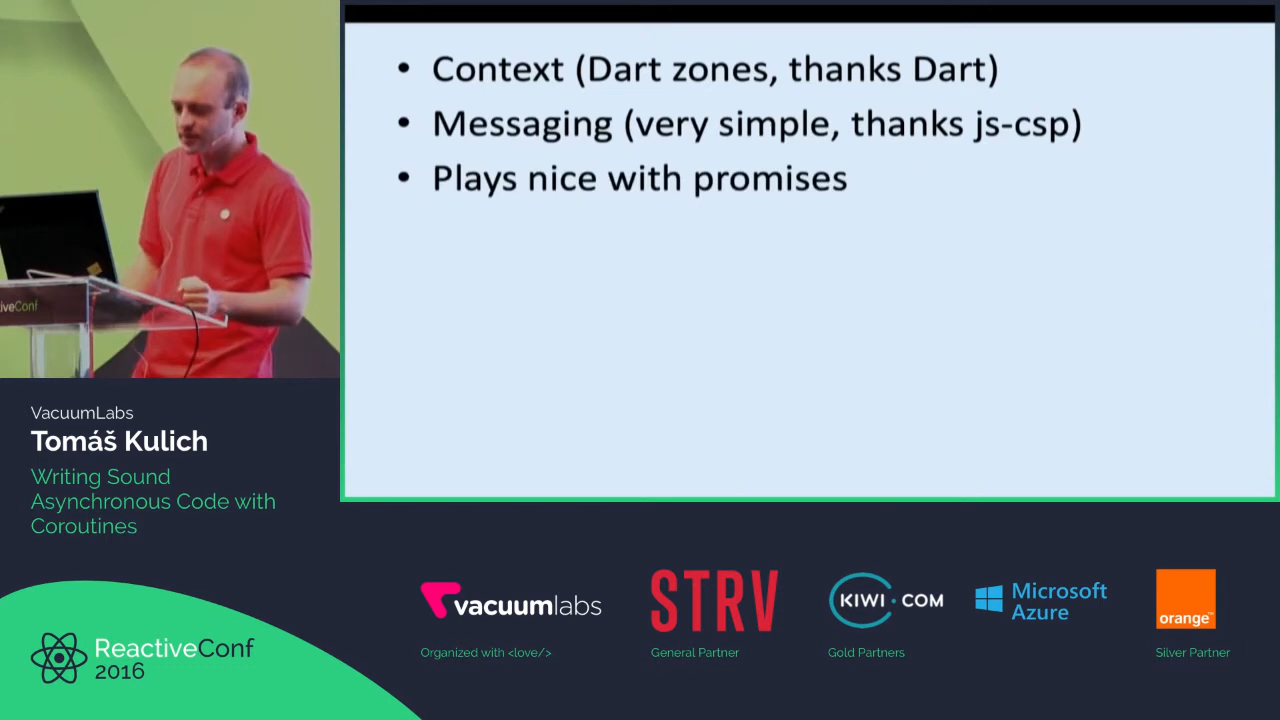 • Context (Dart zones, thanks Dart)
• Messaging (very simple, thanks js-csp)
• Plays nice with promises
iveConf
VacuumLabs
Tomáš Kulich
Writing Sound
Asynchronous Code with
Coroutines
ReactiveConf
2016
vacuumlabs
Organized with <love/>
STRV
General Partner
KIWI.COM
Gold Partners
Microsoft
Azure
orange™
Silver Partner